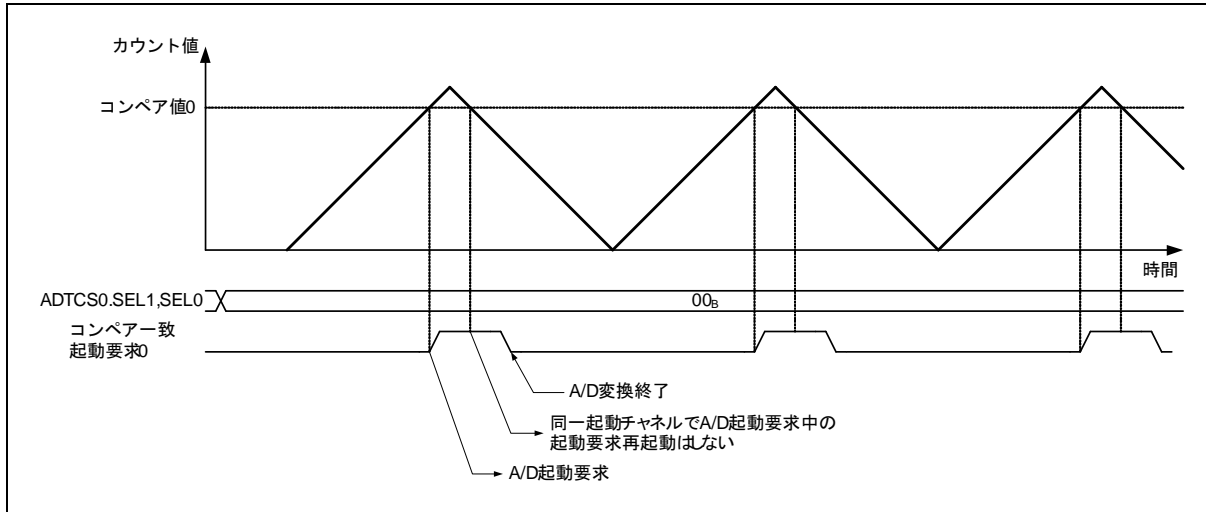 カウント値
コンペア値0
時間
ADTCS0.SEL1,SEL0
00B
コンペア一致
起動要求0
A/D変換終了
同一起動チャネルでA/D起動要求中の
起動要求再起動はしない
A/D起動要求